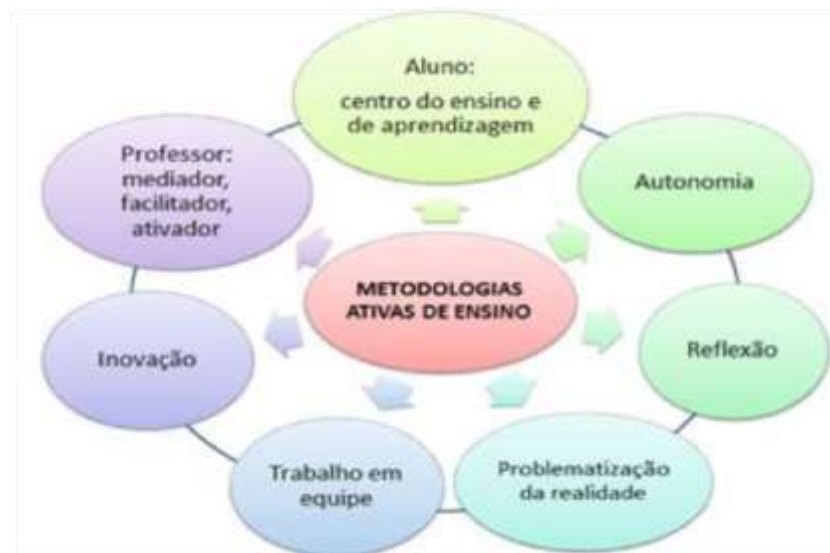 Aluno:
centro do ensino e
de aprendizagem
Autonomia
Reflexão
Problematização
da realidade
Trabalho em
equipe
Inovação
Professor:
mediador,
facilitador,
ativador
METODOLOGIAS
ATIVAS DE ENSINO